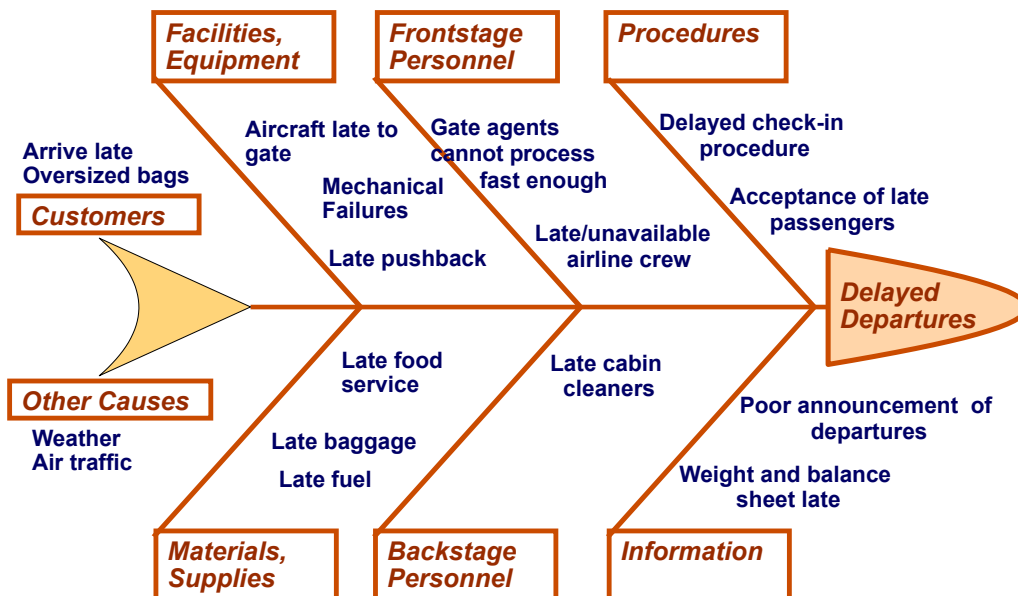 Facilities,
Equipment
Frontstage
Personnel
Procedures
Aircraft late to
gate
Mechanical
Failures
Late pushback
Gate agents
cannot process
fast enough
Late/unavailable
airline crew
Delayed check-in
procedure
Acceptance of late
passengers
Arrive late
Oversized bags
Customers
Delayed
Departures
Other Causes
Weather
Air traffic
Late food
service
Late baggage
Late fuel
Late cabin
cleaners
Poor announcement of
departures
Weight and balance
sheet late
Materials,
Supplies
Backstage
Personnel
Information